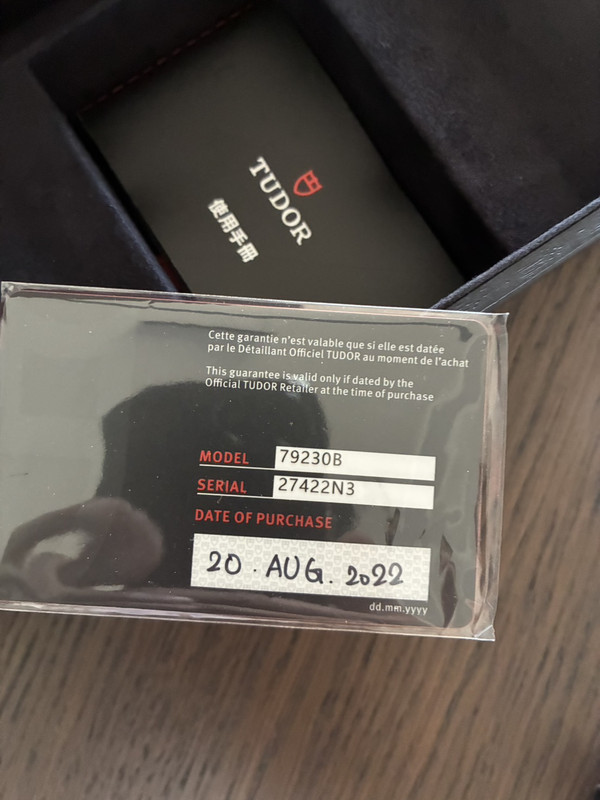 TUDOR
使用手冊
Cette garantie n'est valable que si elle est datée
par le Détaillant Officiel TUDOR au moment de l'achat
This guarantee is valid only if dated by the
Official TUDOR Retailer at the time of purchase
MODEL 79230B
SERIAL 27422N3
DATE OF PURCHASE
20 . AUG . 2022
dd.mm.yyyy